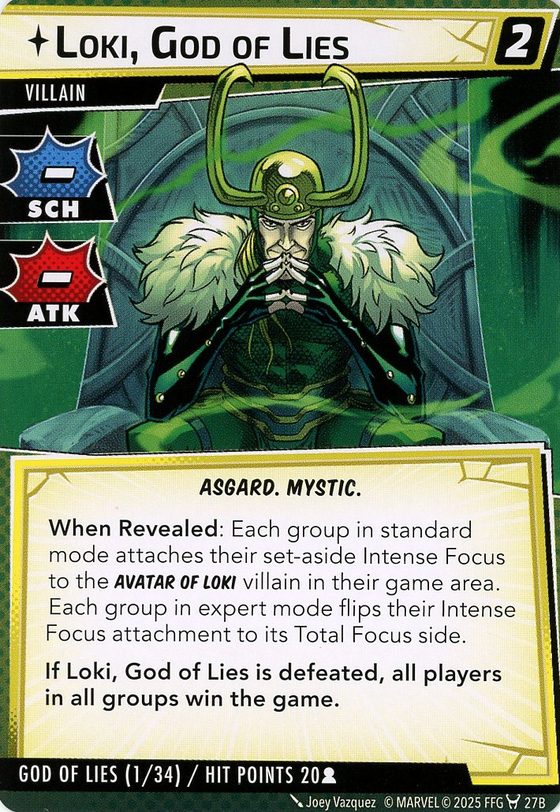 Loki, God of Lies
2
VILLAIN
-
SCH
-
ATK
ASGARD. MYSTIC.
When Revealed: Each group in standard
mode attaches their set-aside Intense Focus
to the AVATAR OF LOKI villain in their game area.
Each group in expert mode flips their Intense
Focus attachment to its Total Focus side.
If Loki, God of Lies is defeated, all players
in all groups win the game.
GOD OF LIES (1/34) / HIT POINTS 20
Joey Vazquez © MARVEL © 2025 FFG 27B